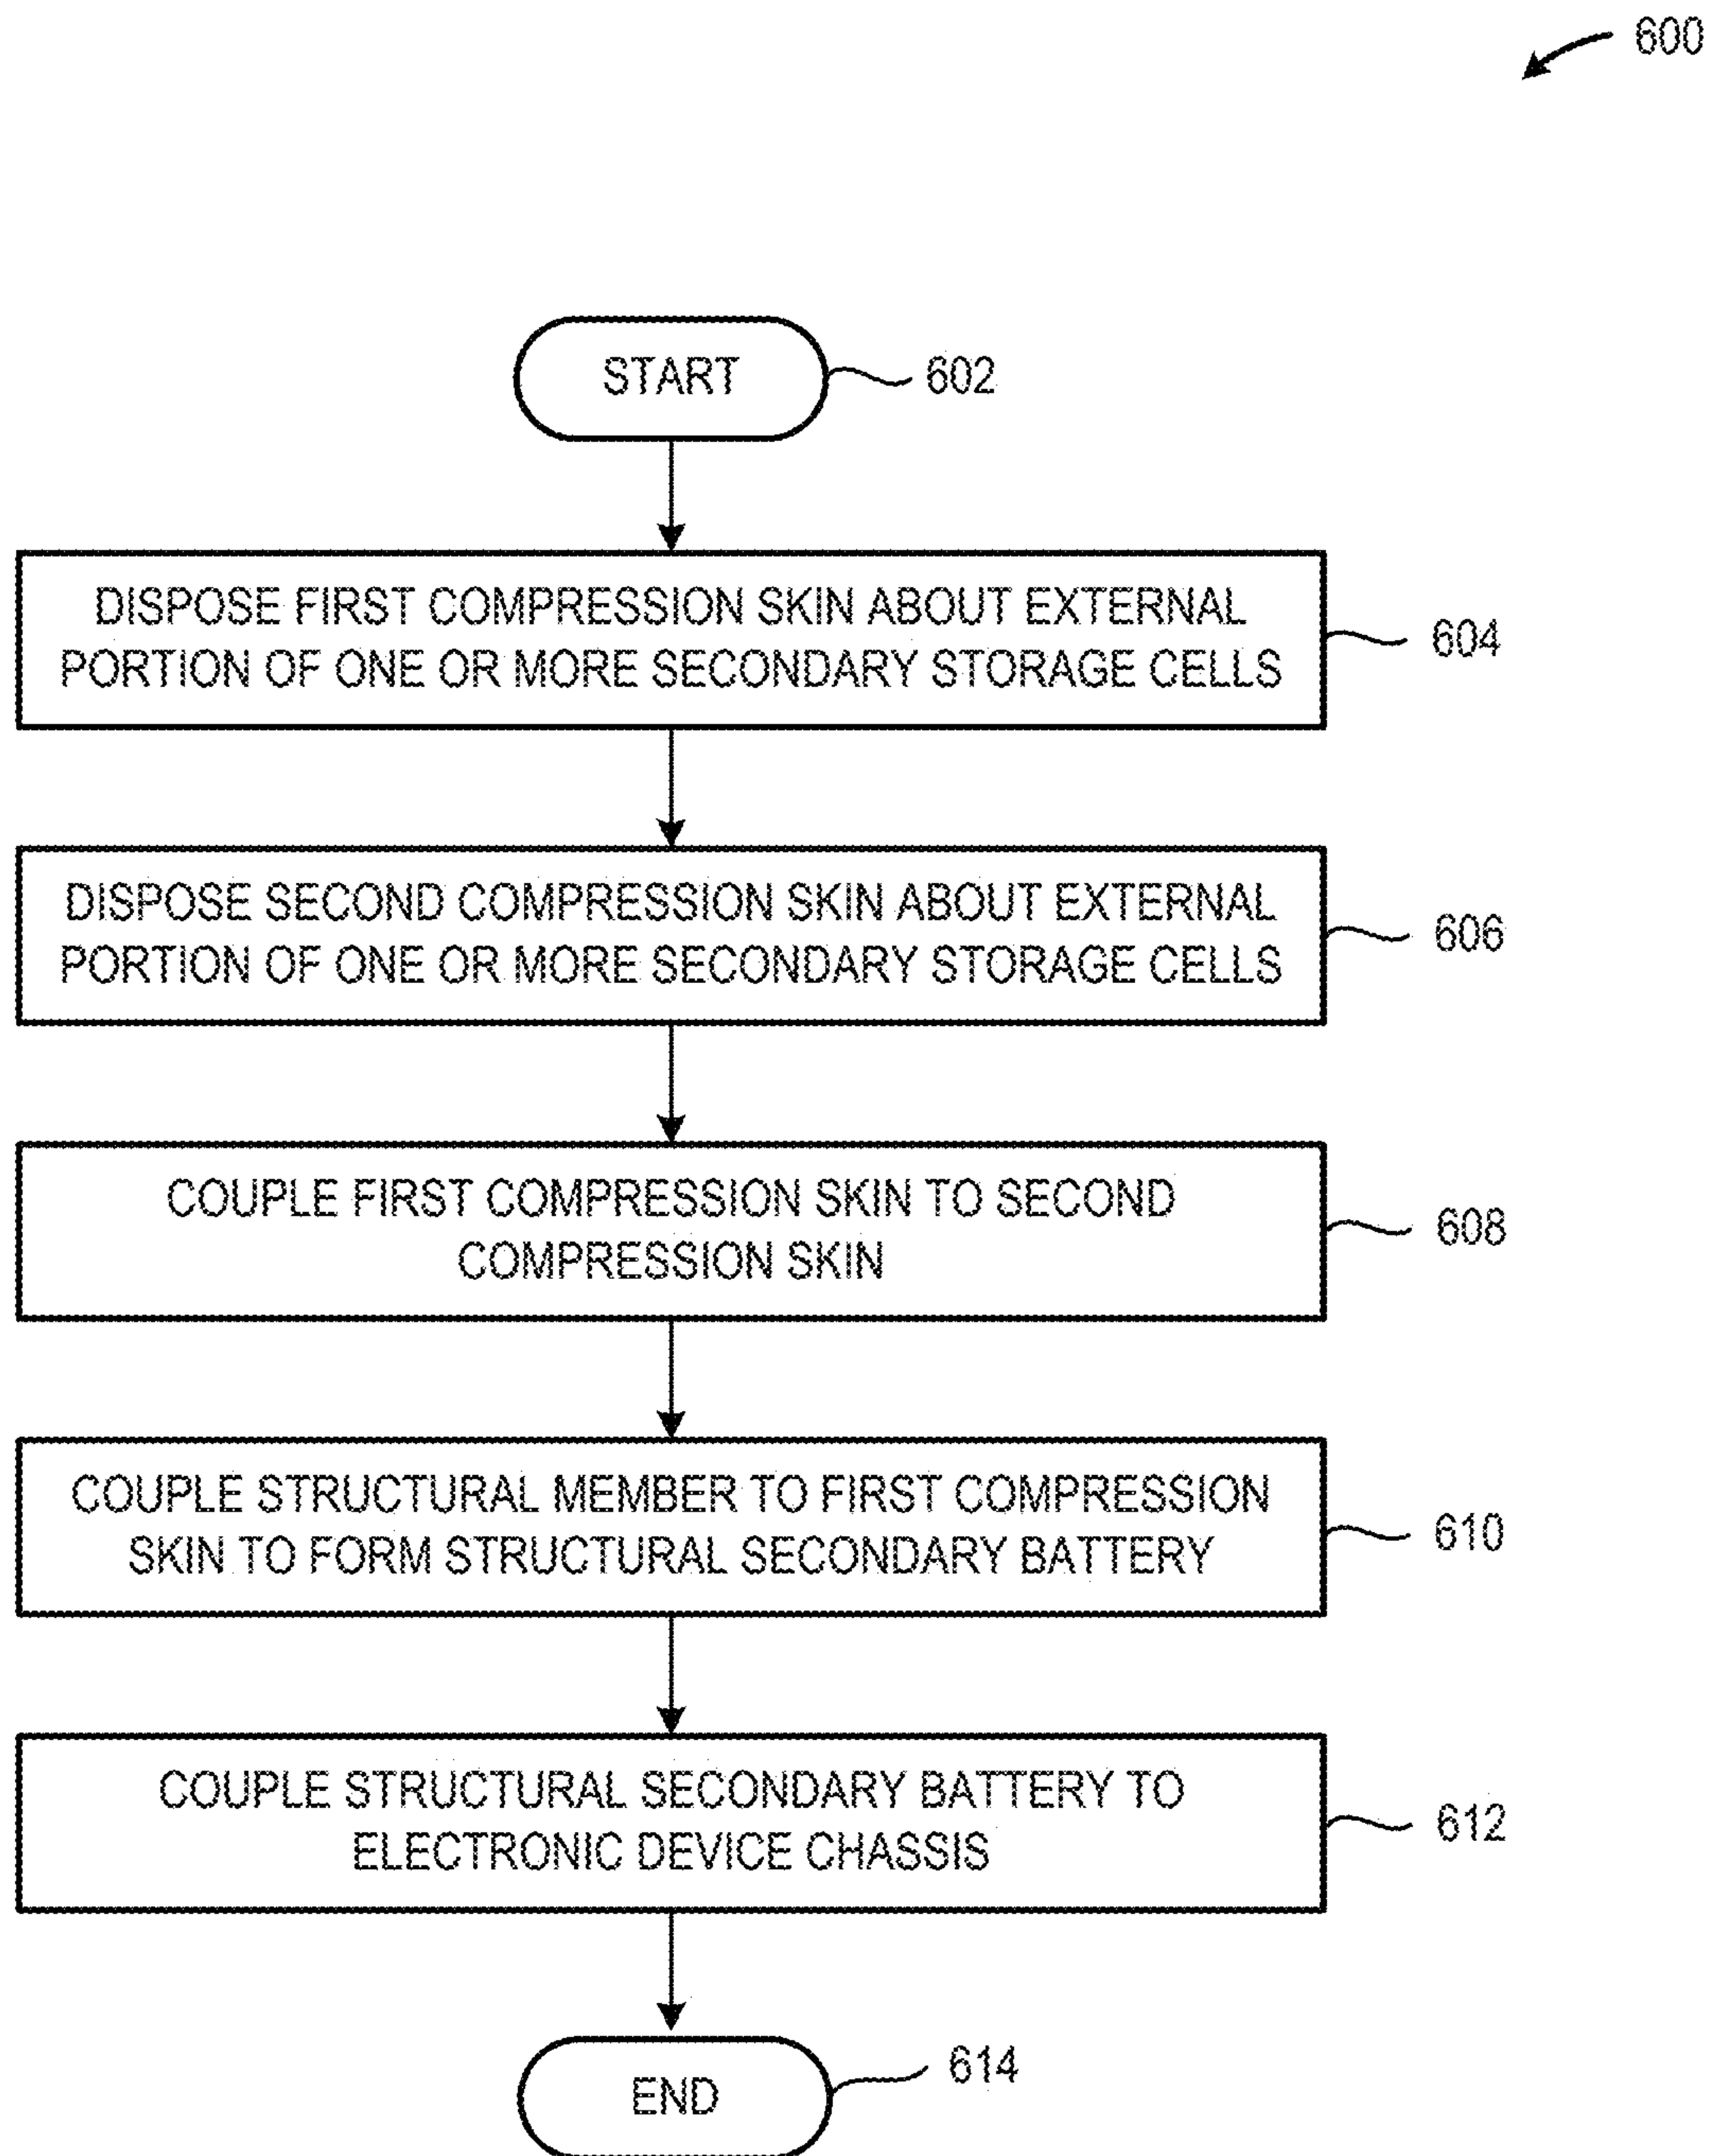 600
START
602
DISPOSE FIRST COMPRESSION SKIN ABOUT EXTERNAL
PORTION OF ONE OR MORE SECONDARY STORAGE CELLS
604
DISPOSE SECOND COMPRESSION SKIN ABOUT EXTERNAL
PORTION OF ONE OR MORE SECONDARY STORAGE CELLS
606
COUPLE FIRST COMPRESSION SKIN TO SECOND
COMPRESSION SKIN
608
COUPLE STRUCTURAL MEMBER TO FIRST COMPRESSION
SKIN TO FORM STRUCTURAL SECONDARY BATTERY
610
COUPLE STRUCTURAL SECONDARY BATTERY TO
ELECTRONIC DEVICE CHASSIS
612
END
614